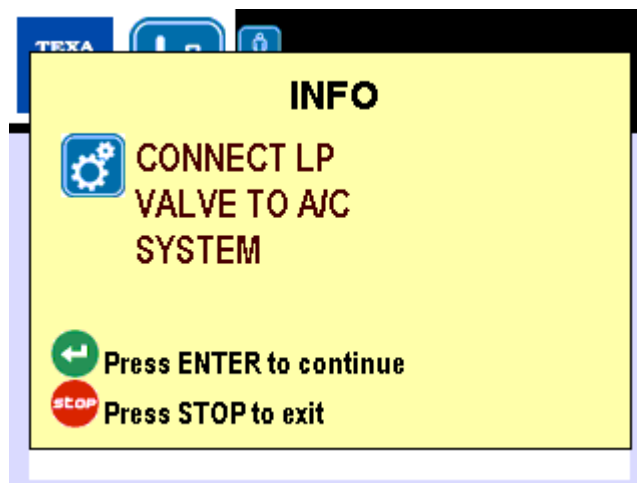 TEXA
INFO
CONNECT LP
VALVE TO A/C
SYSTEM
Press ENTER to continue
stop Press STOP to exit